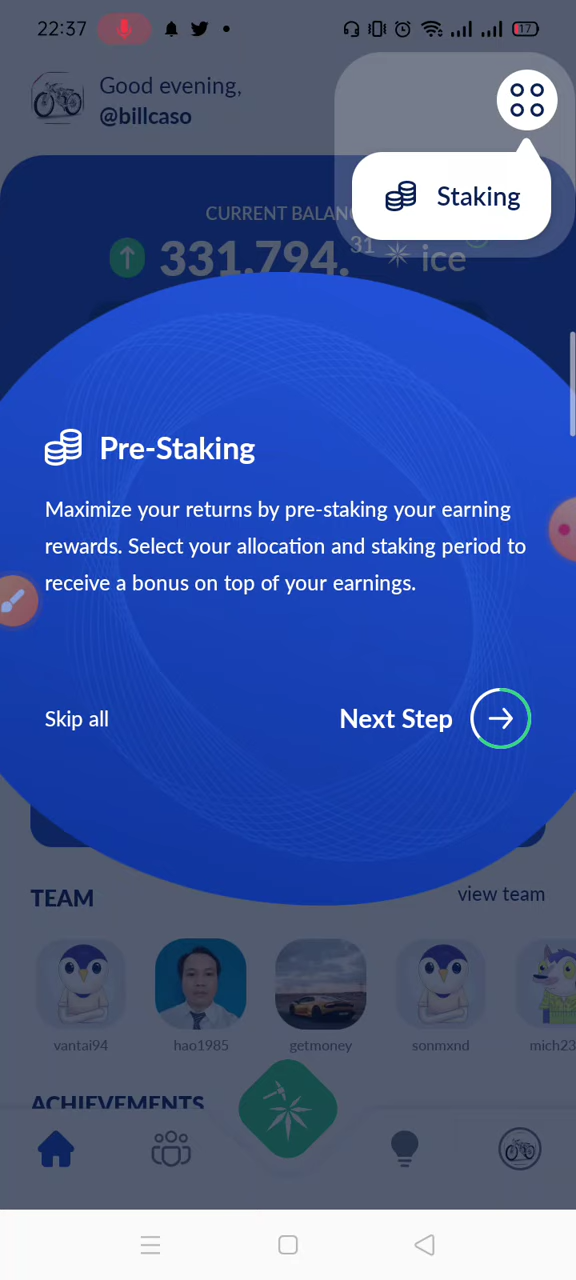 22:37
17
Good evening,
@billcaso
Staking
CURRENT BALAN
331,794.31 ice
Pre-Staking
Maximize your returns by pre-staking your earning
rewards. Select your allocation and staking period to
receive a bonus on top of your earnings.
Skip all
Next Step
TEAM
view team
vantai94
hao1985
getmoney
sonmxnd
mich23
ACHIEVEMENTS